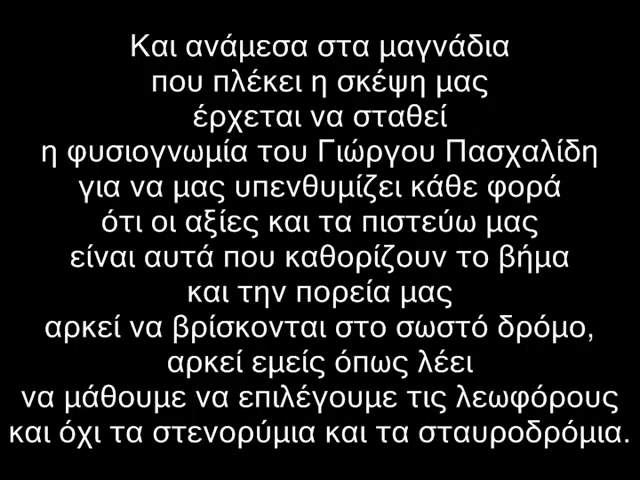 Και ανάμεσα στα μαγνάδια
που πλέκει η σκέψη μας
έρχεται να σταθεί
η φυσιογνωμία του Γιώργου Πασχαλίδη
για να μας υπενθυμίζει κάθε φορά
ότι οι αξίες και τα πιστεύω μας
είναι αυτά που καθορίζουν το βήμα
και την πορεία μας
αρκεί να βρίσκονται στο σωστό δρόμο,
αρκεί εμείς όπως λέει
να μάθουμε να επιλέγουμε τις λεωφόρους
και όχι τα στενορύμια και τα σταυροδρόμια.